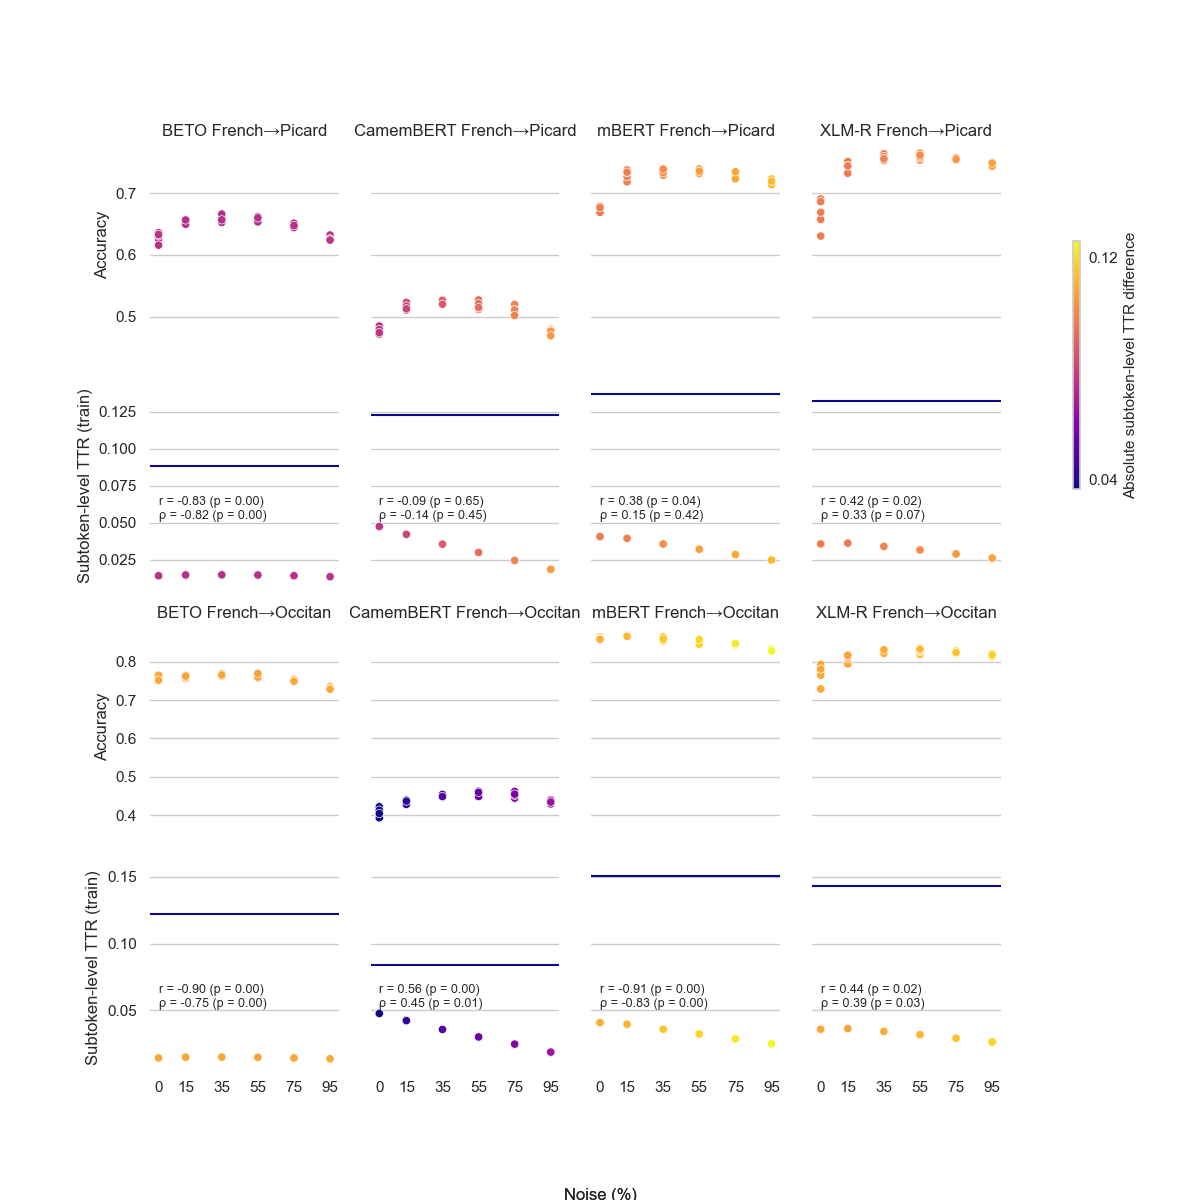 BETO French→Picard
CamemBERT French→Picard
mBERT French→Picard
XLM-R French→Picard
Accuracy
0.7
0.6
0.5
Subtoken-level TTR (train)
0.125
0.100
0.075
0.050
0.025
r = -0.83 (p = 0.00)
ρ = -0.82 (p = 0.00)
r = -0.09 (p = 0.65)
ρ = -0.14 (p = 0.45)
r = 0.38 (p = 0.04)
ρ = 0.15 (p = 0.42)
r = 0.42 (p = 0.02)
ρ = 0.33 (p = 0.07)
0.12
0.04
Absolute subtoken-level TTR difference
BETO French→Occitan
CamemBERT French→Occitan
mBERT French→Occitan
XLM-R French→Occitan
Accuracy
0.8
0.7
0.6
0.5
0.4
Subtoken-level TTR (train)
0.15
0.10
0.05
r = -0.90 (p = 0.00)
ρ = -0.75 (p = 0.00)
r = 0.56 (p = 0.00)
ρ = 0.45 (p = 0.01)
r = -0.91 (p = 0.00)
ρ = -0.83 (p = 0.00)
r = 0.44 (p = 0.02)
ρ = 0.39 (p = 0.03)
0 15 35 55 75 95
0 15 35 55 75 95
0 15 35 55 75 95
0 15 35 55 75 95
Noise (%)